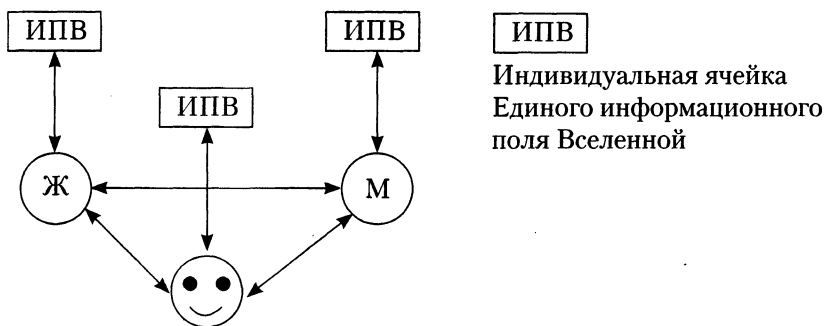 ИПВ
ИПВ
ИПВ
ИПВ
Индивидуальная ячейка
Единого информационного
поля Вселенной
Ж
М